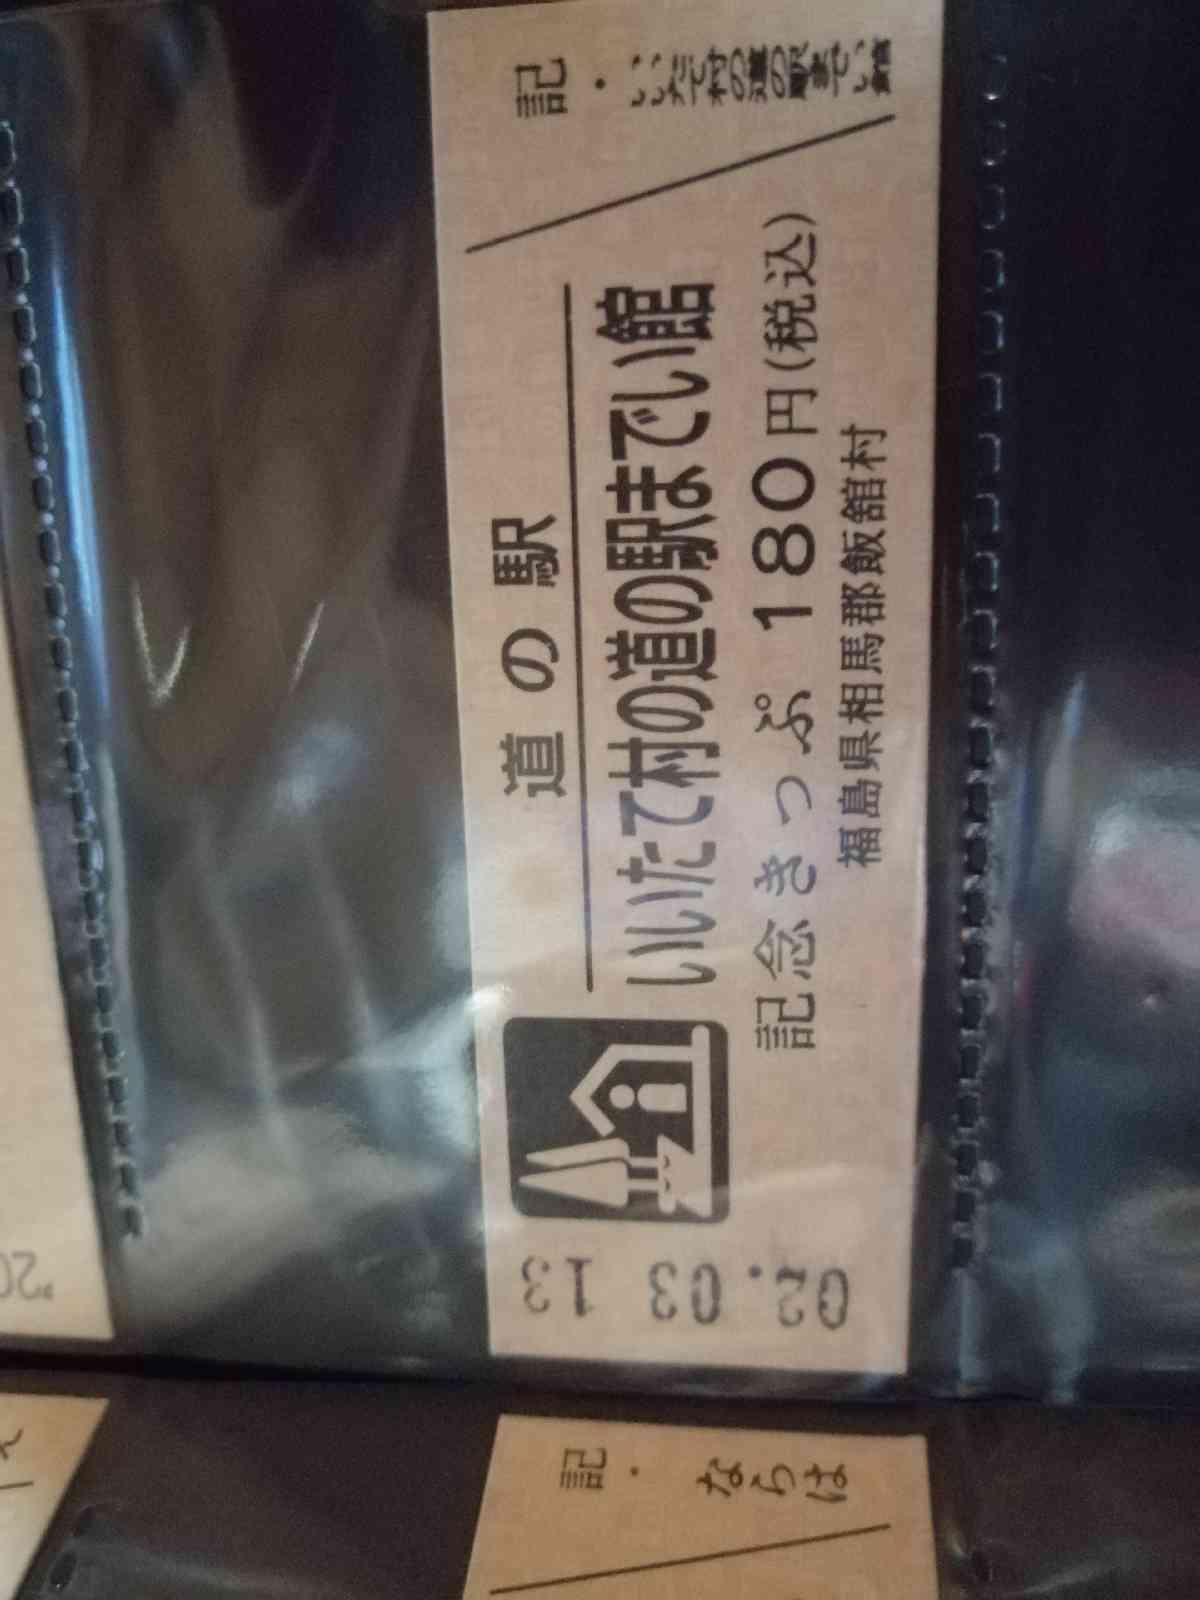 道の駅
いいたて村の道の駅までい館
記念きっぷ 180円(税込)
福島県相馬郡飯舘村
記・いいたて村の道の駅までい館
02.03 13
記・ならは
'20